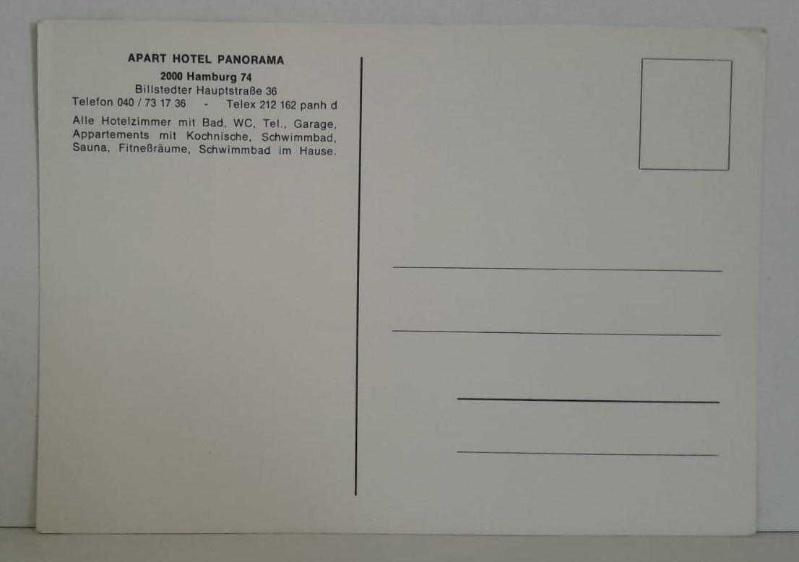 APART HOTEL PANORAMA
2000 Hamburg 74
Billstedter Hauptstraße 36
Telefon 040 / 73 17 36 - Telex 212 162 panh d
Alle Hotelzimmer mit Bad, WC, Tel., Garage,
Appartements mit Kochnische, Schwimmbad,
Sauna, Fitneßräume, Schwimmbad im Hause.